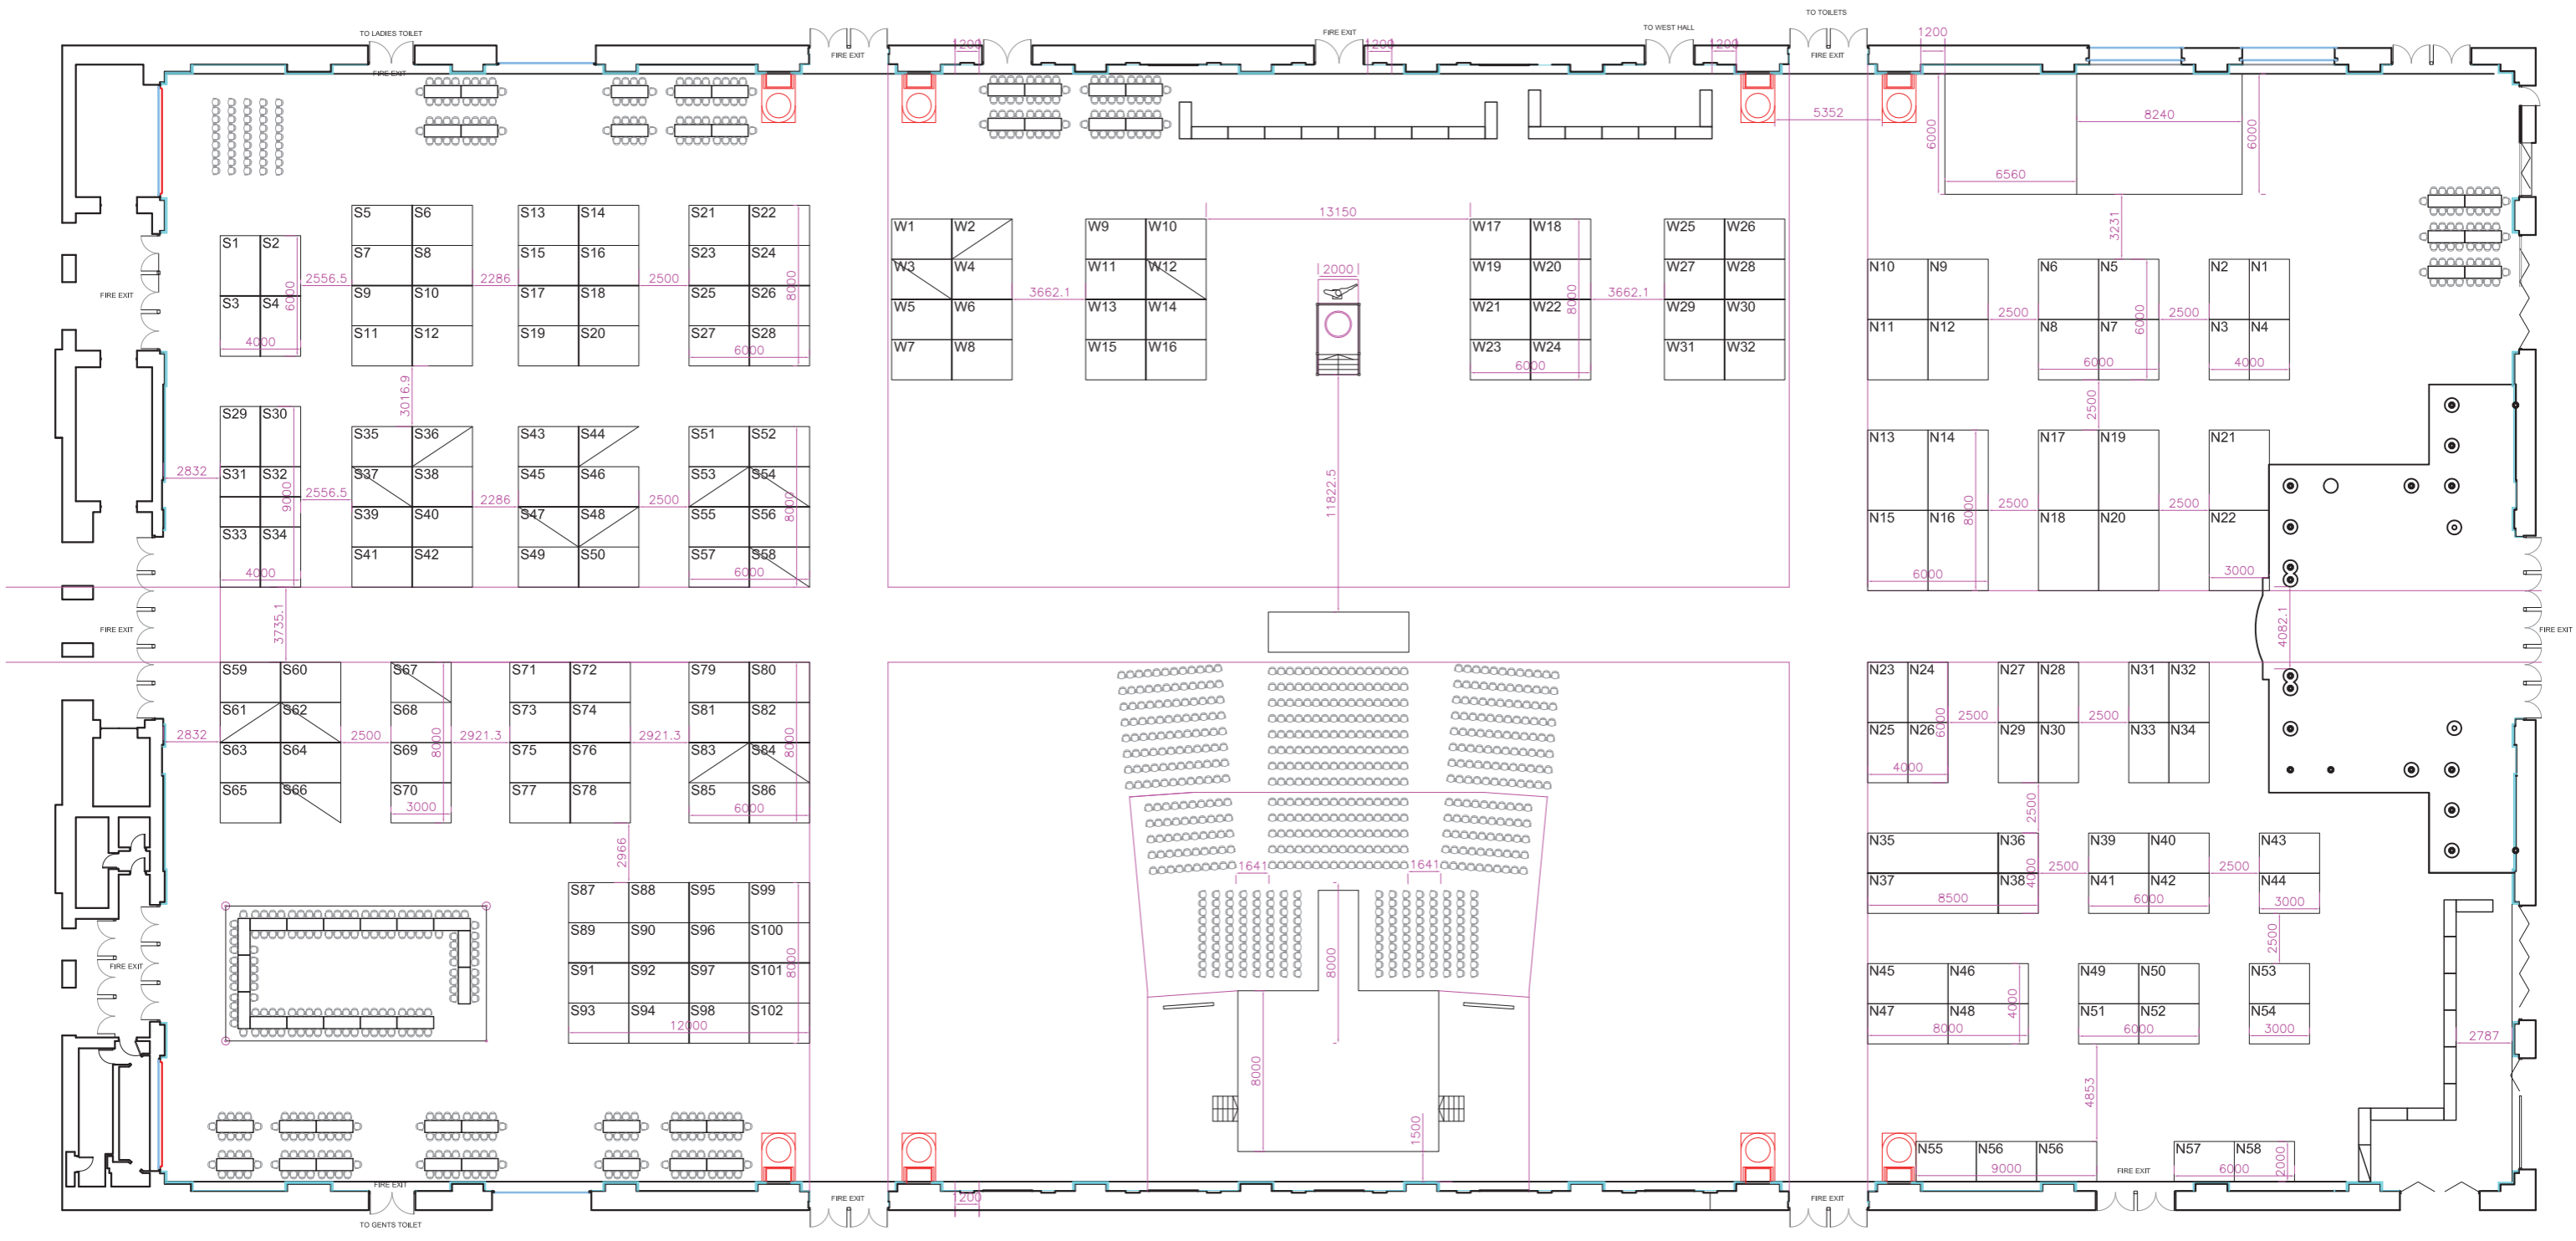 TO TOILETS
TO LADIES TOILET
FIRE EXIT
TO WEST HALL
1200
1200
1200
1200
FIRE EXIT
FIRE EXIT
FIRE EXIT
5352
6000
8240
6000
6560
3231
S1 S2
S3 S4
6000
4000
2556.5
S5 S6
S7 S8
S9 S10
S11 S12
2286
S13 S14
S15 S16
S17 S18
S19 S20
2500
S21 S22
S23 S24
S25 S26
S27 S28
8000
6000
FIRE EXIT
W1 W2
W3 W4
W5 W6
W7 W8
3662.1
W9 W10
W11 W12
W13 W14
W15 W16
13150
2000
W17 W18
W19 W20
W21 W22
W23 W24
8000
6000
3662.1
W25 W26
W27 W28
W29 W30
W31 W32
N10 N9
N11 N12
2500
N6 N5
N8 N7
6000
6000
2500
N2 N1
N3 N4
4000
3016.9
2500
2832
S29 S30
S31 S32
S33 S34
9000
4000
2556.5
S35 S36
S37 S38
S39 S40
S41 S42
2286
S43 S44
S45 S46
S47 S48
S49 S50
2500
S51 S52
S53 S54
S55 S56
S57 S58
8000
6000
11822.5
N13 N14
N15 N16
8000
6000
2500
N17 N19
N18 N20
2500
N21
N22
3000
FIRE EXIT
3735.1
4082.1
FIRE EXIT
2832
S59 S60
S61 S62
S63 S64
S65 S66
2500
S67
S68
S69
S70
8000
3000
2921.3
S71 S72
S73 S74
S75 S76
S77 S78
2921.3
S79 S80
S81 S82
S83 S84
S85 S86
8000
6000
N23 N24
N25 N26
6000
4000
2500
N27 N28
N29 N30
2500
N31 N32
N33 N34
2500
2966
1641
1641
N35 N36
N37 N38
4000
8500
2500
N39 N40
N41 N42
6000
2500
N43
N44
3000
2500
FIRE EXIT
S87 S88 S95 S99
S89 S90 S96 S100
S91 S92 S97 S101
S93 S94 S98 S102
8000
12000
8000
8000
1500
N45 N46
N47 N48
4000
8000
N49 N50
N51 N52
6000
N53
N54
3000
2787
4853
N55 N56 N56
9000
N57 N58
6000
2000
FIRE EXIT
FIRE EXIT
FIRE EXIT
1200
FIRE EXIT
TO GENTS TOILET